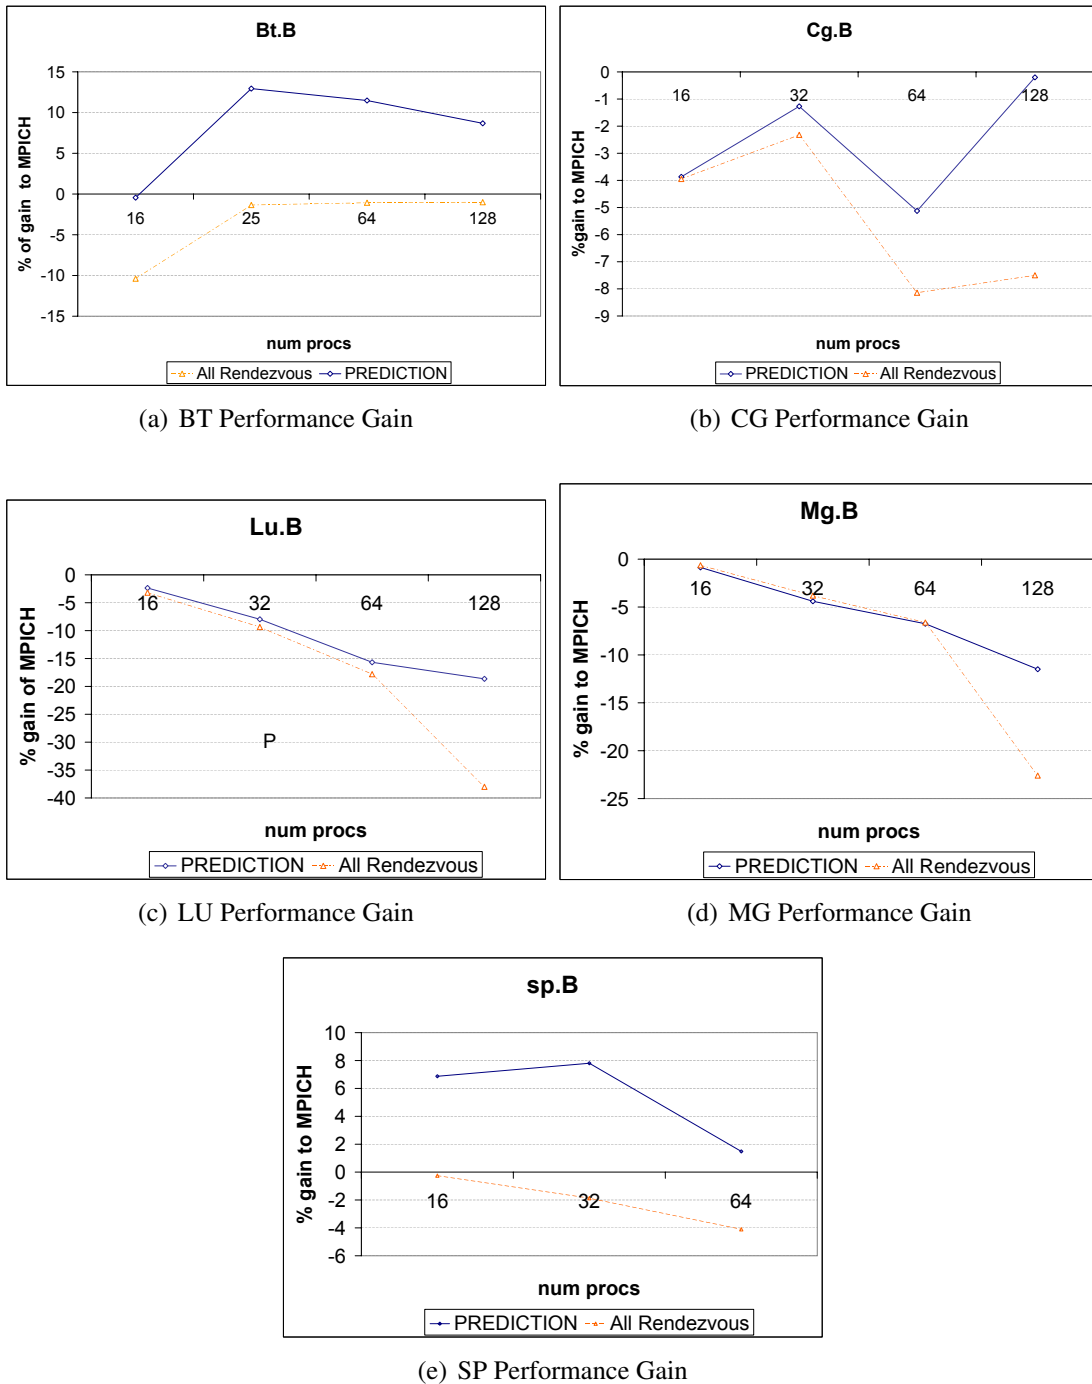 Bt.B
15
10
5
0
-5
-10
-15
16 25 64 128
% of gain to MPICH
num procs
All Rendezvous PREDICTION
(a) BT Performance Gain
Cg.B
0
-1
-2
-3
-4
-5
-6
-7
-8
-9
16 32 64 128
%gain to MPICH
num procs
PREDICTION All Rendezvous
(b) CG Performance Gain
Lu.B
0
-5
-10
-15
-20
-25
-30
-35
-40
16 32 64 128
% gain of MPICH
P
num procs
PREDICTION All Rendezvous
(c) LU Performance Gain
Mg.B
0
-5
-10
-15
-20
-25
16 32 64 128
% gain to MPICH
num procs
PREDICTION All Rendezvous
(d) MG Performance Gain
sp.B
10
8
6
4
2
0
-2
-4
-6
16 32 64
% gain to MPICH
num procs
PREDICTION All Rendezvous
(e) SP Performance Gain